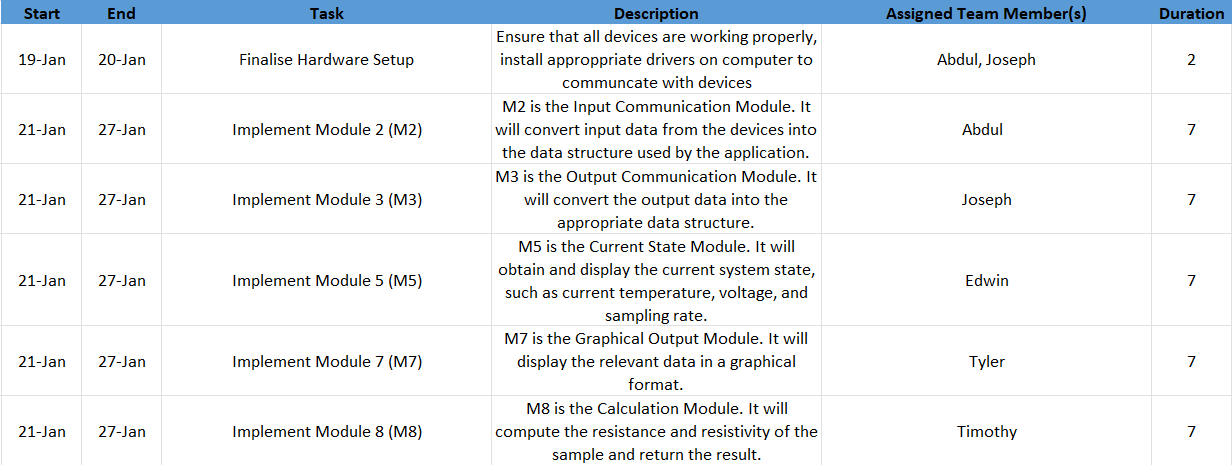 Start End Task Description Assigned Team Member(s) Duration
Ensure that all devices are working properly,
19-Jan 20-Jan Finalise Hardware Setup install approppriate drivers on computer to Abdul, Joseph 2
communcate with devices
M2 is the Input Communication Module. It
21-Jan 27-Jan Implement Module 2 (M2) will convert input data from the devices into Abdul 7
the data structure used by the application.
M3 is the Output Communication Module. It
21-Jan 27-Jan Implement Module 3 (M3) will convert the output data into the Joseph 7
appropriate data structure.
M5 is the Current State Module. It will
obtain and display the current system state,
21-Jan 27-Jan Implement Module 5 (M5) such as current temperature, voltage, and Edwin 7
sampling rate.
M7 is the Graphical Output Module. It will
21-Jan 27-Jan Implement Module 7 (M7) display the relevant data in a graphical Tyler 7
format.
M8 is the Calculation Module. It will
21-Jan 27-Jan Implement Module 8 (M8) compute the resistance and resistivity of the Timothy 7
sample and return the result.